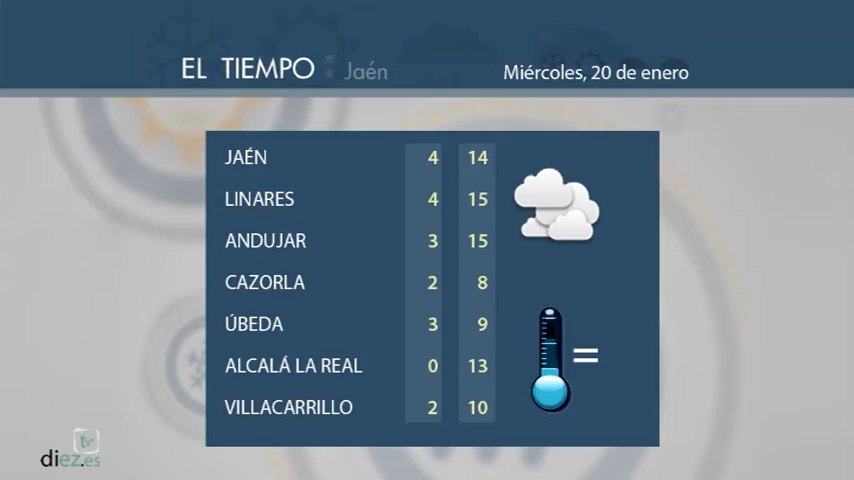 EL TIEMPO : Jaén
Miércoles, 20 de enero
JAÉN 4 14
LINARES 4 15
ANDUJAR 3 15
CAZORLA 2 8
ÚBEDA 3 9
ALCALÁ LA REAL 0 13
VILLACARRILLO 2 10
=
tv
diez.es